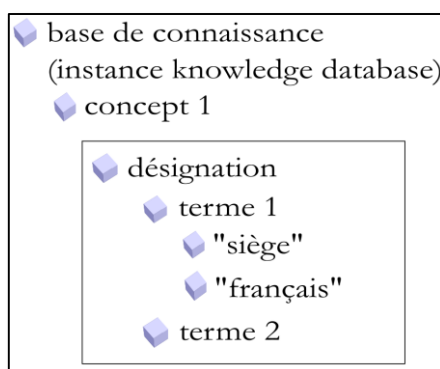 base de connaissance
(instance knowledge database)
concept 1
désignation
terme 1
"siège"
"français"
terme 2